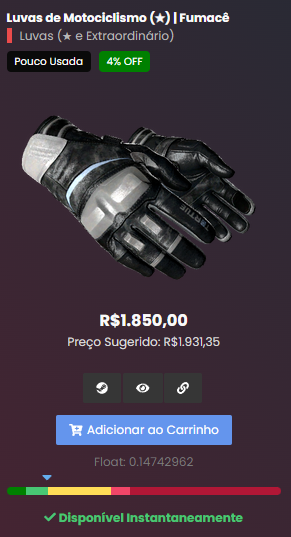 Luvas de Motociclismo (★) | Fumacê
Luvas (★ e Extraordinário)
Pouco Usada
4% OFF
R$1.850,00
Preço Sugerido: R$1.931,35
Adicionar ao Carrinho
Float: 0.14742962
Disponível Instantaneamente